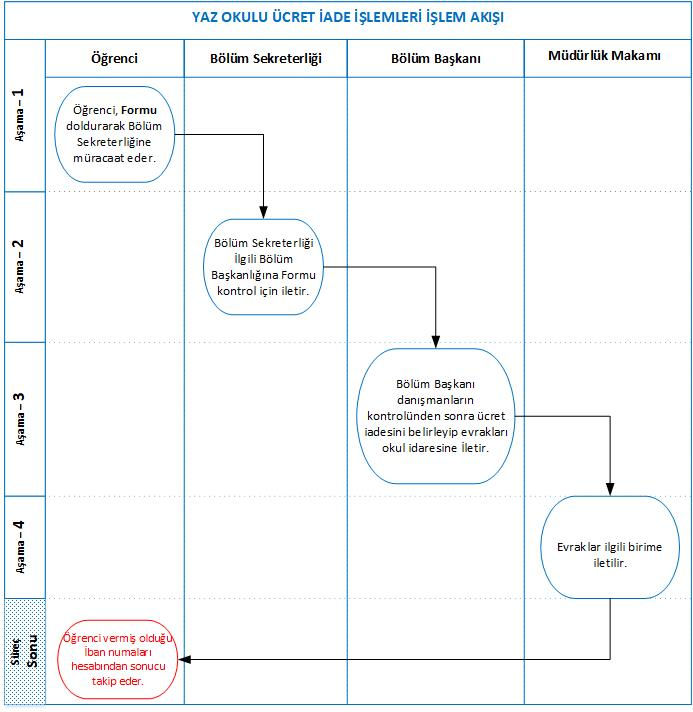 YAZ OKULU ÜCRET İADE İŞLEMLERİ İŞLEM AKIŞI
Öğrenci
Bölüm Sekreterliği
Bölüm Başkanı
Müdürlük Makamı
Aşama – 1
Öğrenci, Formu
doldurarak Bölüm
Sekreterliğine
müracaat eder.
Aşama – 2
Bölüm Sekreterliği
İlgili Bölüm
Başkanlığına Formu
kontrol için iletir.
Aşama – 3
Bölüm Başkanı
danışmanların
kontrolünden sonra ücret
iadesini belirleyip evrakları
okul idaresine İletir.
Aşama – 4
Evraklar ilgili birime
iletilir.
Süreç
Sonu
Öğrenci vermiş olduğu
İban numaları
hesabından sonucu
takip eder.